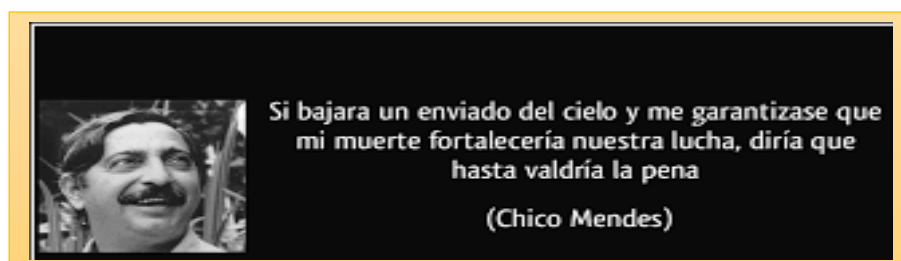 Si bajara un enviado del cielo y me garantizase que
mi muerte fortalecería nuestra lucha, diría que
hasta valdría la pena
(Chico Mendes)